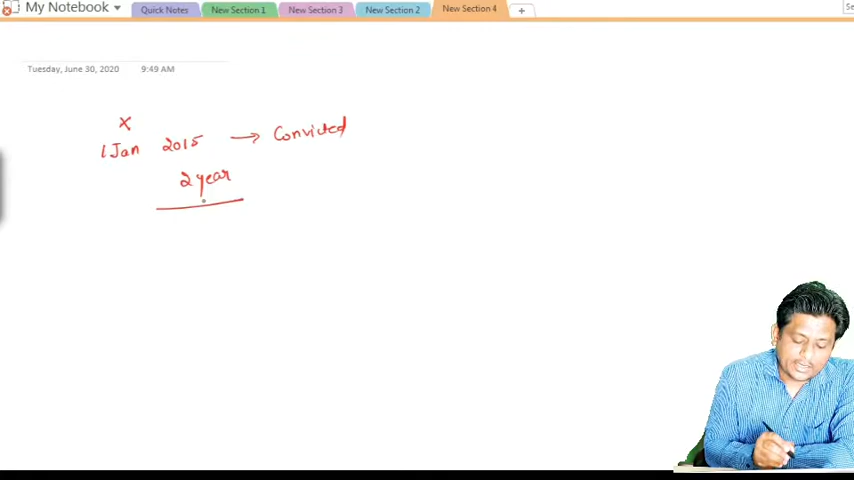 My Notebook
Quick Notes
New Section 1
New Section 3
New Section 2
New Section 4
Tuesday, June 30, 2020 9:49 AM
X
1 Jan 2015 → Convicted
2 year